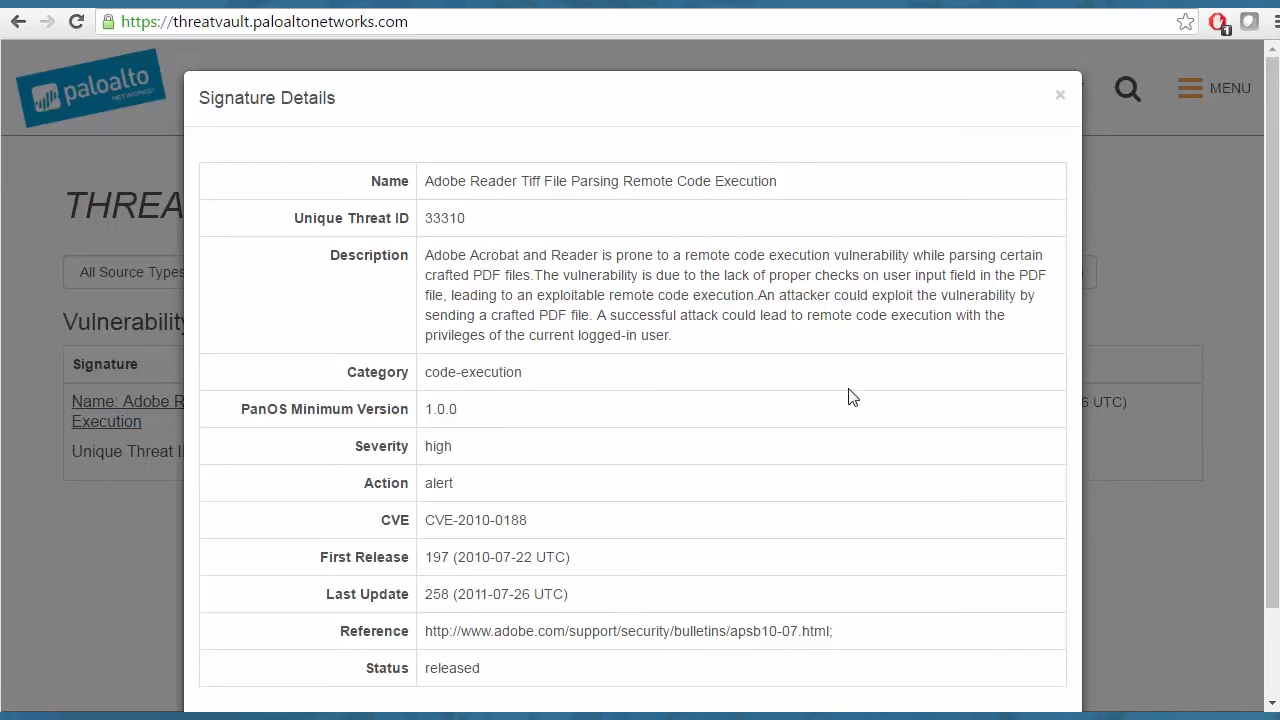 https://threatvault.paloaltonetworks.com
1
paloalto
NETWORKS
MENU
Signature Details
×
THREA
All Source Types
Vulnerability
Signature
Name: Adobe R
Execution
Unique Threat I
6 UTC)
Name Adobe Reader Tiff File Parsing Remote Code Execution
Unique Threat ID 33310
Description Adobe Acrobat and Reader is prone to a remote code execution vulnerability while parsing certain
crafted PDF files.The vulnerability is due to the lack of proper checks on user input field in the PDF
file, leading to an exploitable remote code execution.An attacker could exploit the vulnerability by
sending a crafted PDF file. A successful attack could lead to remote code execution with the
privileges of the current logged-in user.
Category code-execution
PanOS Minimum Version 1.0.0
Severity high
Action alert
CVE CVE-2010-0188
First Release 197 (2010-07-22 UTC)
Last Update 258 (2011-07-26 UTC)
Reference http://www.adobe.com/support/security/bulletins/apsb10-07.html;
Status released